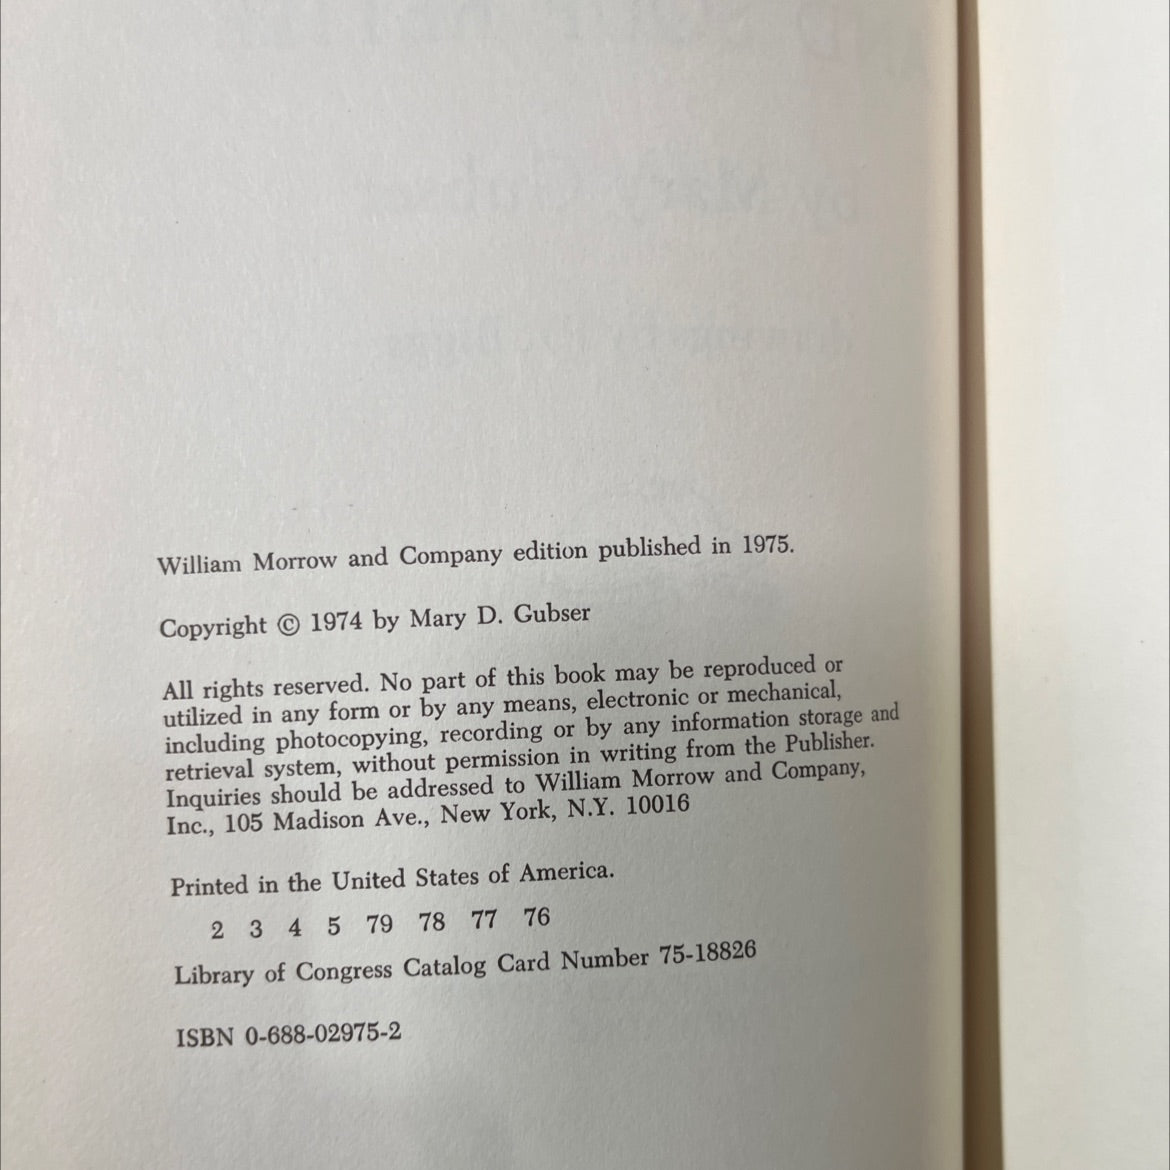 William Morrow and Company edition published in 1975.
Copyright © 1974 by Mary D. Gubser
All rights reserved. No part of this book may be reproduced or
utilized in any form or by any means, electronic or mechanical,
including photocopying, recording or by any information storage and
retrieval system, without permission in writing from the Publisher.
Inquiries should be addressed to William Morrow and Company,
Inc., 105 Madison Ave., New York, N.Y. 10016
Printed in the United States of America.
2 3 4 5 79 78 77 76
Library of Congress Catalog Card Number 75-18826
ISBN 0-688-02975-2